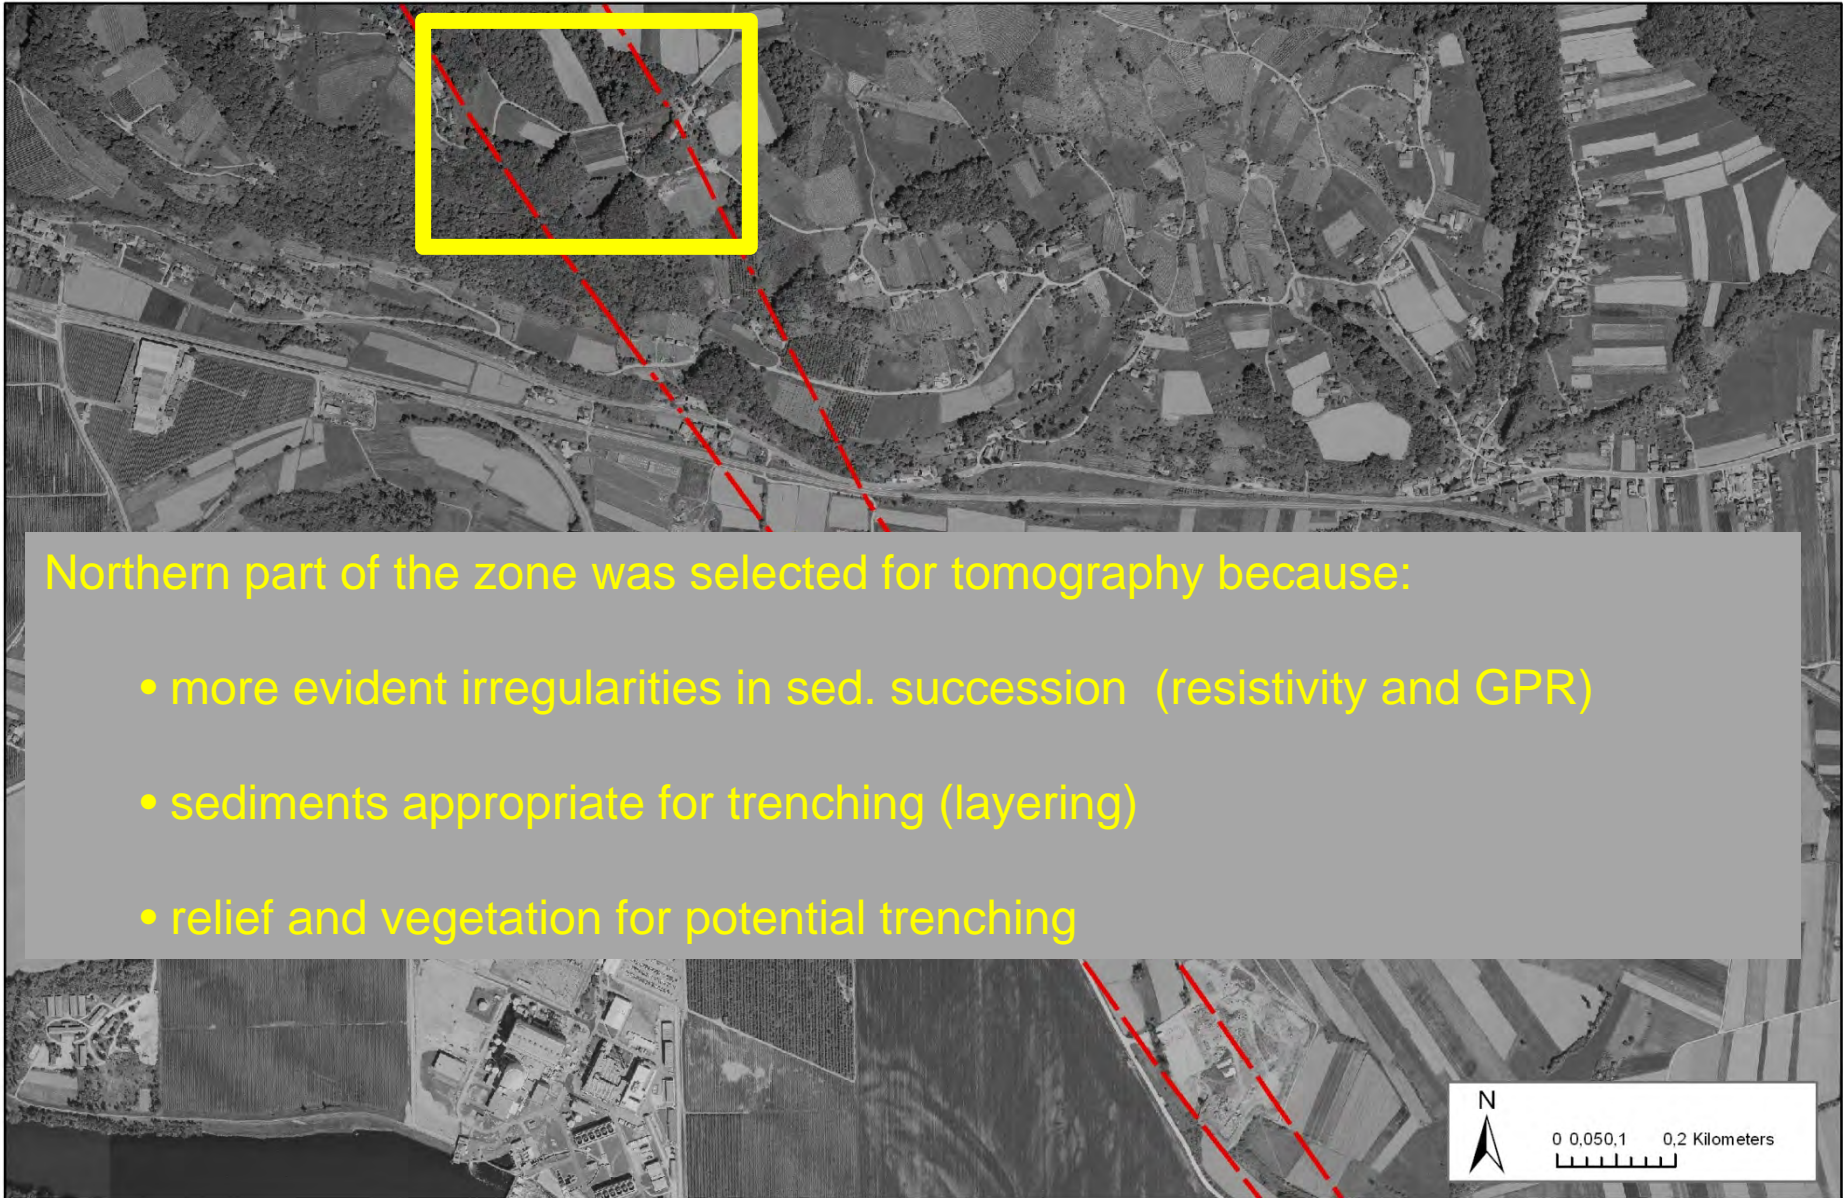 Northern part of the zone was selected for tomography because:
• more evident irregularities in sed. succession  (resistivity and GPR)
• sediments appropriate for trenching (layering)
• relief and vegetation for potential trenching
N
0 0,050,1 0,2 Kilometers